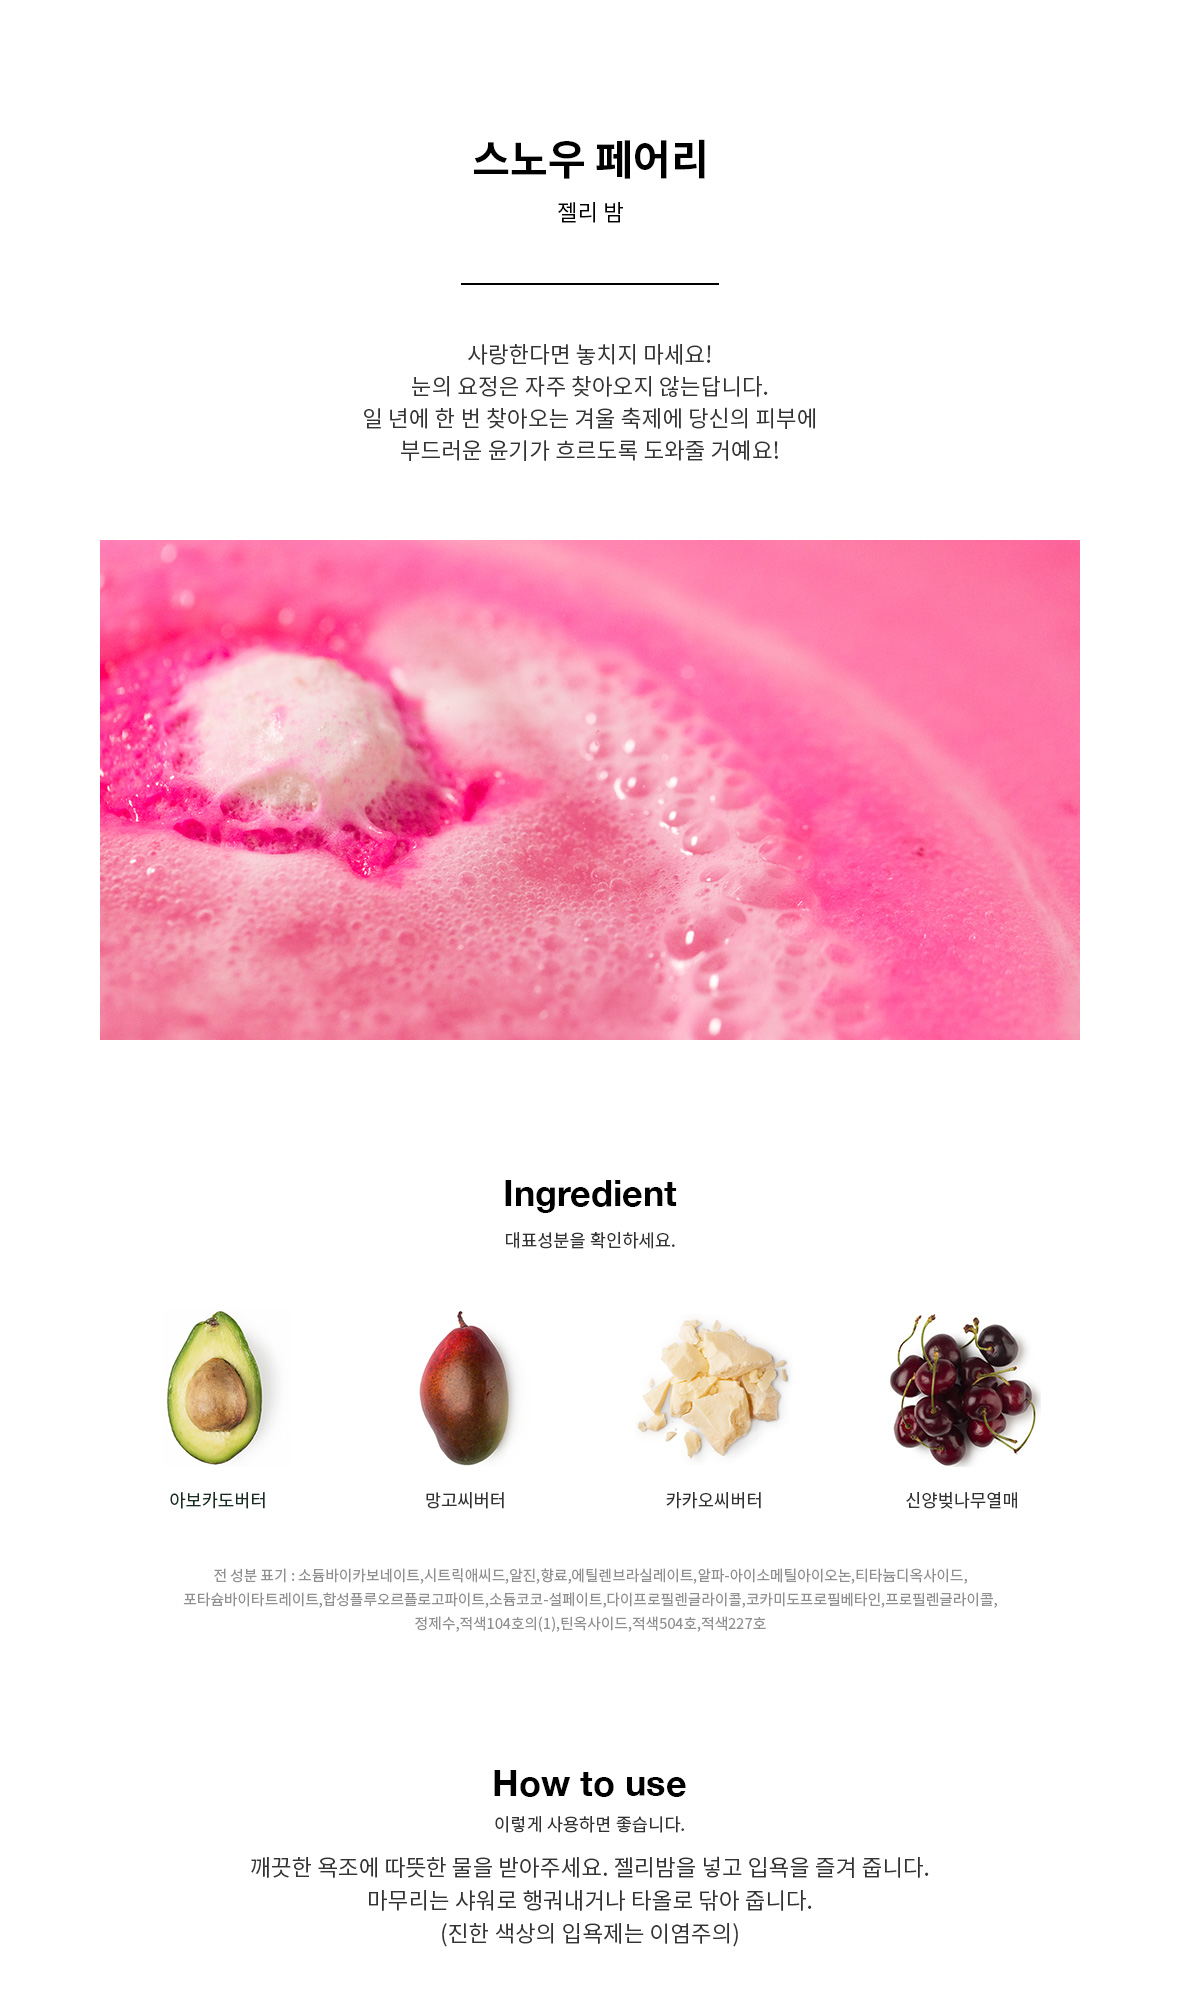 스노우 페어리
젤리 밤
사랑한다면 놓치지 마세요!
눈의 요정은 자주 찾아오지 않는답니다.
일 년에 한 번 찾아오는 겨울 축제에 당신의 피부에
부드러운 윤기가 흐르도록 도와줄 거예요!
Ingredient
대표성분을 확인하세요.
아보카도버터
망고씨버터
카카오씨버터
신양벚나무열매
전 성분 표기 : 소듐바이카보네이트,시트릭애씨드,알진,향료,에틸렌브라실레이트,알파-아이소메틸아이오논,티타늄디옥사이드,
포타슘바이타트레이트,합성플루오르플로고파이트,소듐코코-설페이트,다이프로필렌글라이콜,코카미도프로필베타인,프로필렌글라이콜,
정제수,적색104호의(1),틴옥사이드,적색504호,적색227호
How to use
이렇게 사용하면 좋습니다.
깨끗한 욕조에 따뜻한 물을 받아주세요. 젤리밤을 넣고 입욕을 즐겨 줍니다.
마무리는 샤워로 행궈내거나 타올로 닦아 줍니다.
(진한 색상의 입욕제는 이염주의)